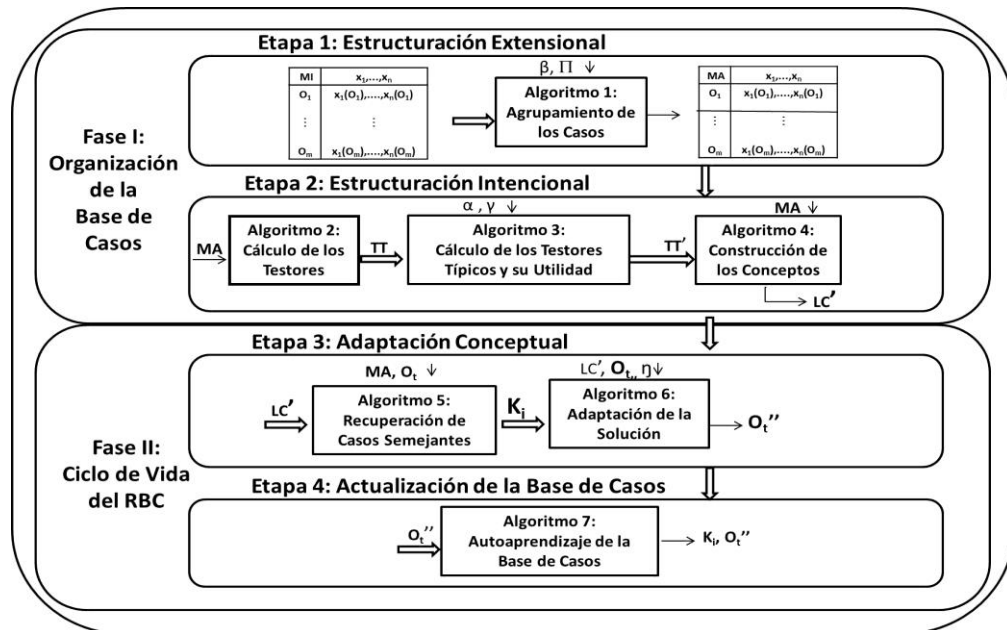 Etapa 1: Estructuración Extensional
MI x₁,...,xₙ
O₁ x₁(O₁),....,xₙ(O₁)
⋮ ⋮
Oₘ x₁(Oₘ),....,xₙ(Oₘ)
β, Π ↓
Algoritmo 1:
Agrupamiento de
los Casos
MA x₁,...,xₙ
O₁ x₁(O₁),....,xₙ(O₁)
⋮ ⋮
Oₘ x₁(Oₘ),....,xₙ(Oₘ)
Fase I:
Organización
de la
Base de
Casos
Etapa 2: Estructuración Intencional
MA
Algoritmo 2:
Cálculo de los
Testores
TT
α , γ ↓
Algoritmo 3:
Cálculo de los Testores
Típicos y su Utilidad
TT'
MA ↓
Algoritmo 4:
Construcción de
los Conceptos
LC'
Etapa 3: Adaptación Conceptual
LC'
MA, Oₜ ↓
Algoritmo 5:
Recuperación de
Casos Semejantes
Kᵢ
LC', Oₜ,, ŋ↓
Algoritmo 6:
Adaptación de la
Solución
Oₜ''
Fase II:
Ciclo de Vida
del RBC
Etapa 4: Actualización de la Base de Casos
Oₜ''
Algoritmo 7:
Autoaprendizaje de la
Base de Casos
Kᵢ, Oₜ''